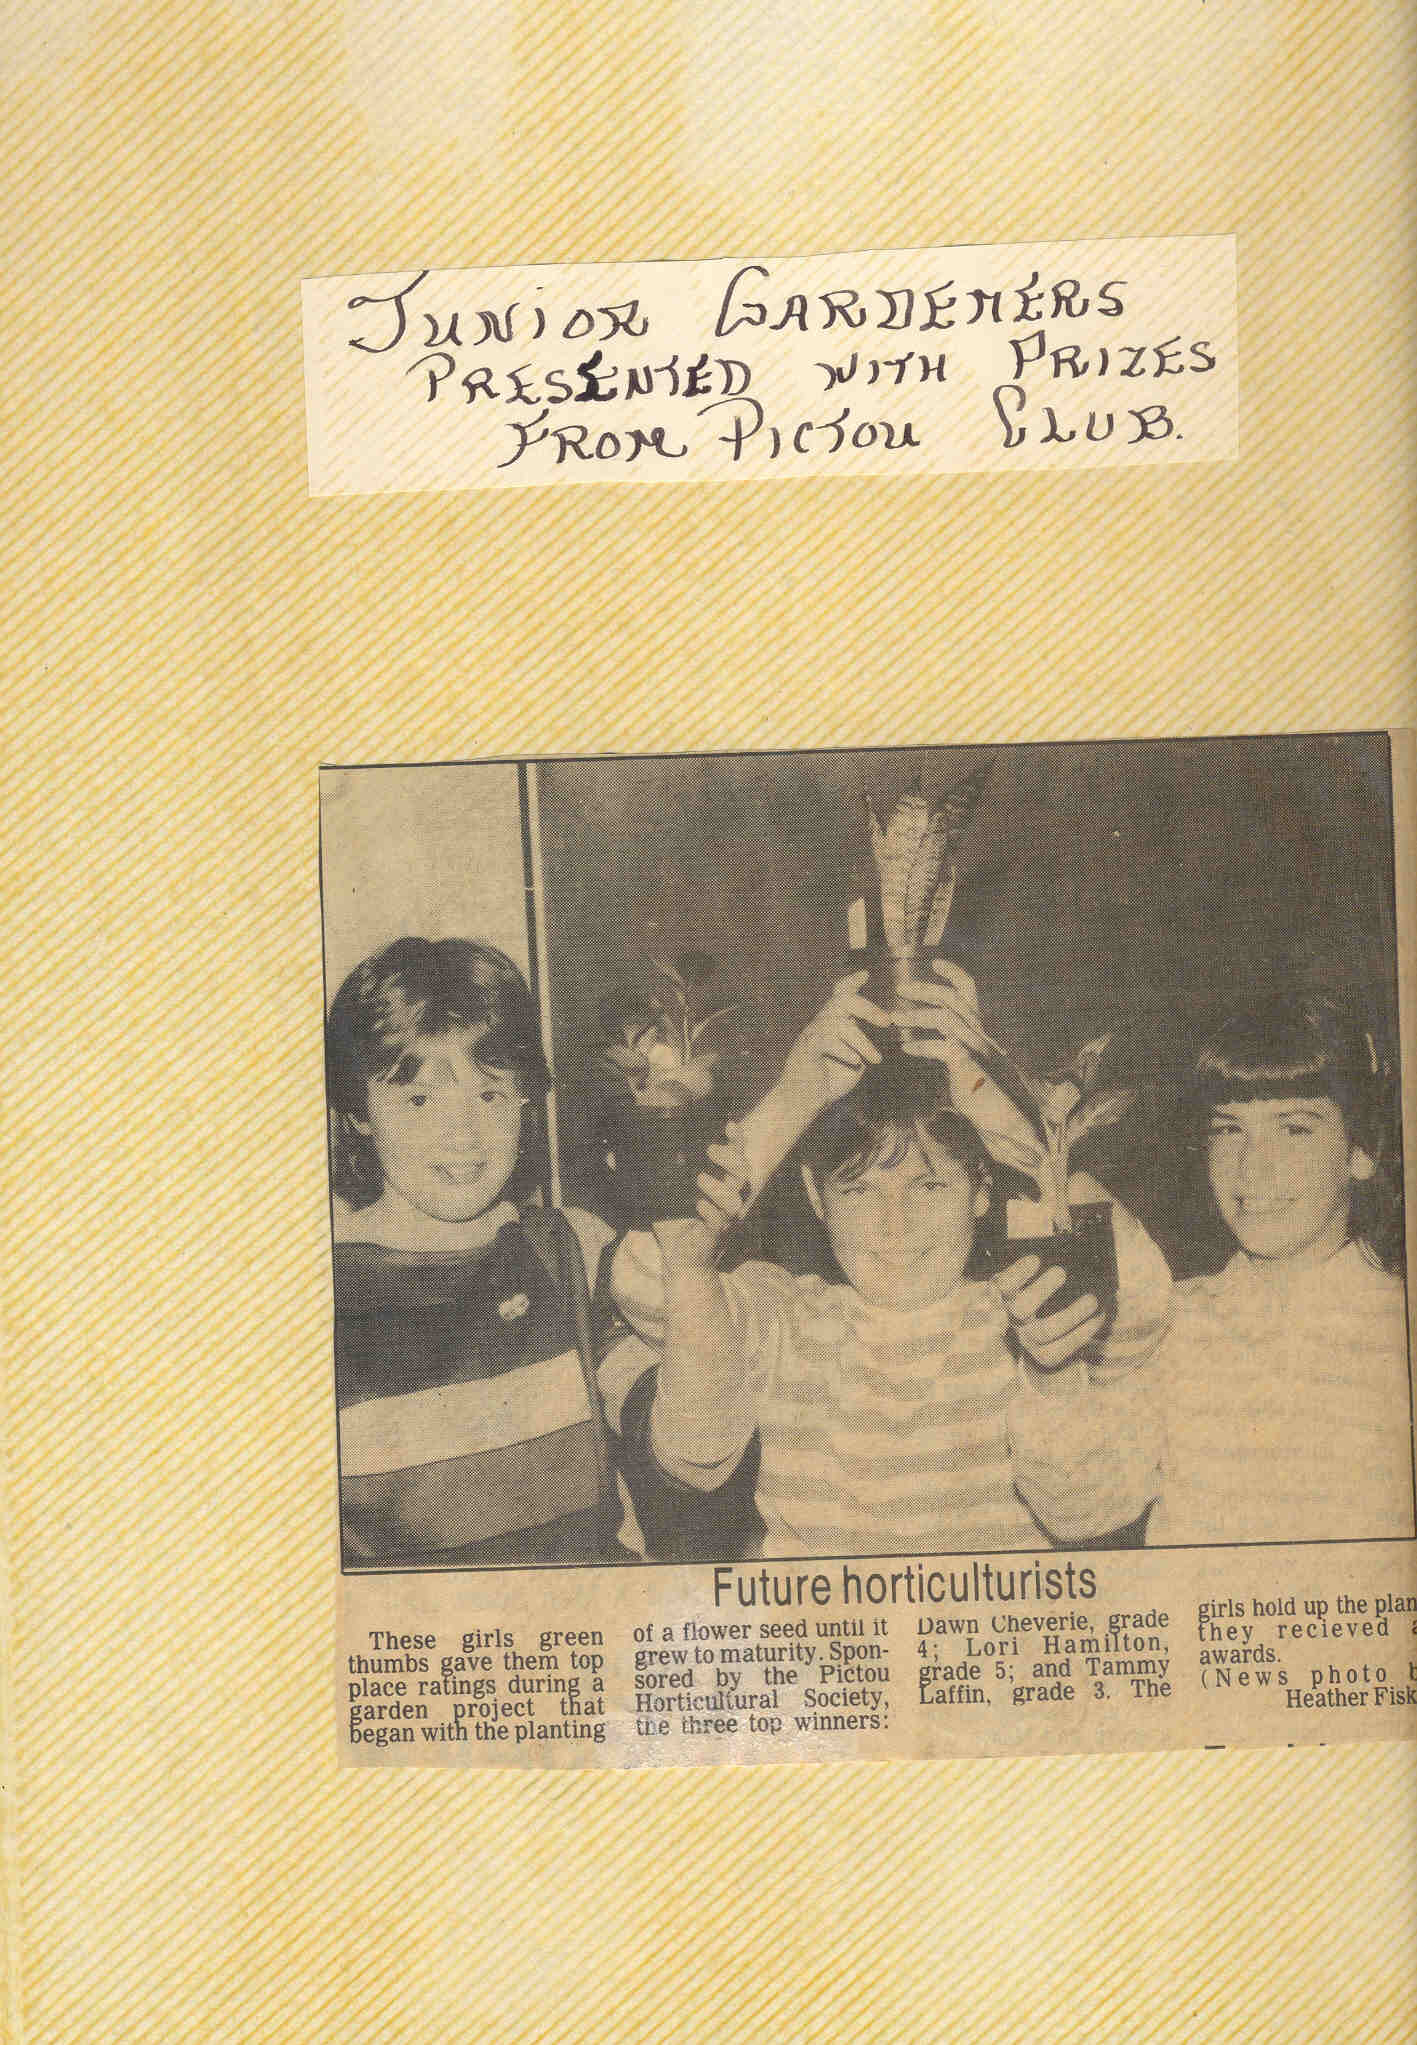 JUNIOR GARDENERS
PRESENTED WITH PRIZES
FROM PICTOU CLUB.
Future horticulturists
These girls green
thumbs gave them top
place ratings during a
garden project that
began with the planting
of a flower seed until it
grew to maturity. Spon-
sored by the Pictou
Horticultural Society,
the three top winners:
Dawn Cheverie, grade
4; Lori Hamilton,
grade 5; and Tammy
Laffin, grade 3. The
girls hold up the plan
they recieved a
awards.
(News photo b
Heather Fisk